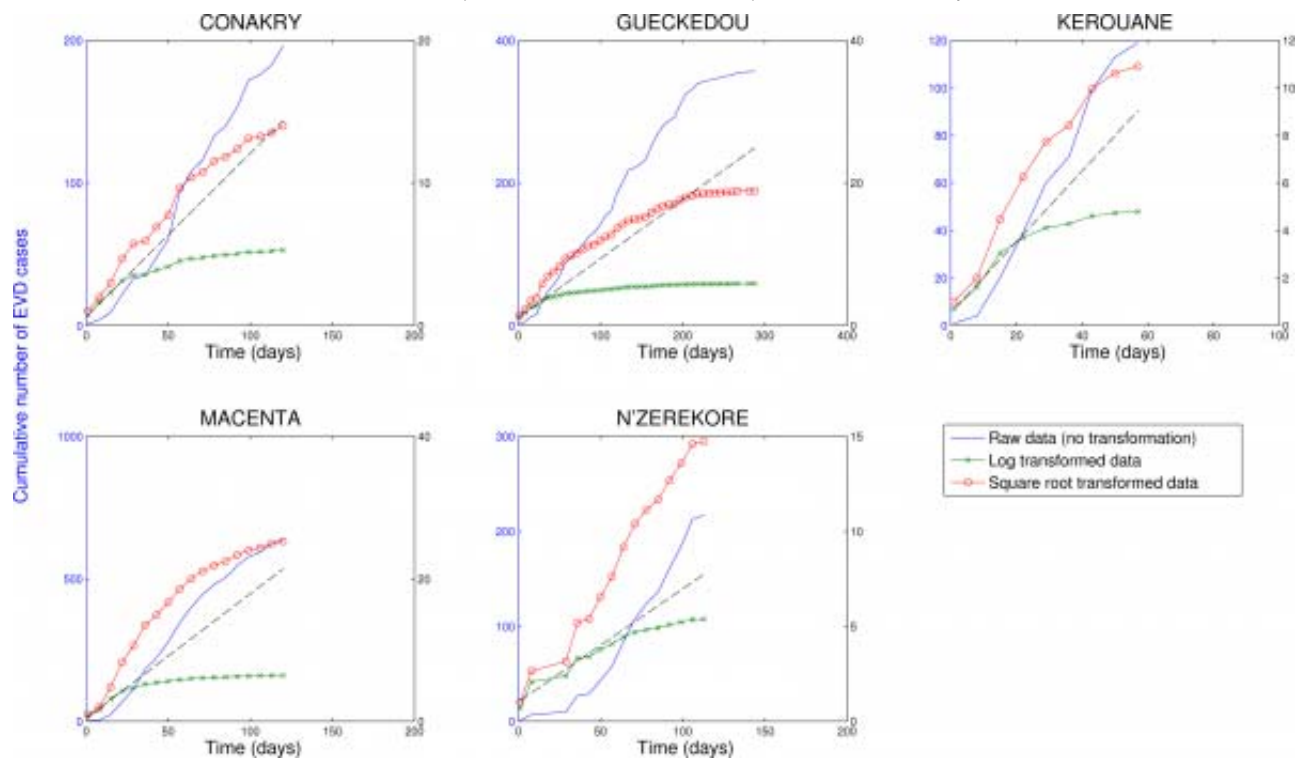 CONAKRY
200
100
0
20
10
0
0 50 100 150 200
Time (days)
GUECKEDOU
400
200
0
40
20
0
0 100 200 300 400
Time (days)
KEROUANE
120
100
80
60
40
20
0
12
10
8
6
4
2
0
0 20 40 60 80 100
Time (days)
Cumulative number of EVD cases
MACENTA
1000
500
0
40
20
0
0 50 100 150 200
Time (days)
N'ZEREKORE
300
200
100
0
15
10
5
0
0 50 100 150 200
Time (days)
Raw data (no transformation)
Log transformed data
Square root transformed data